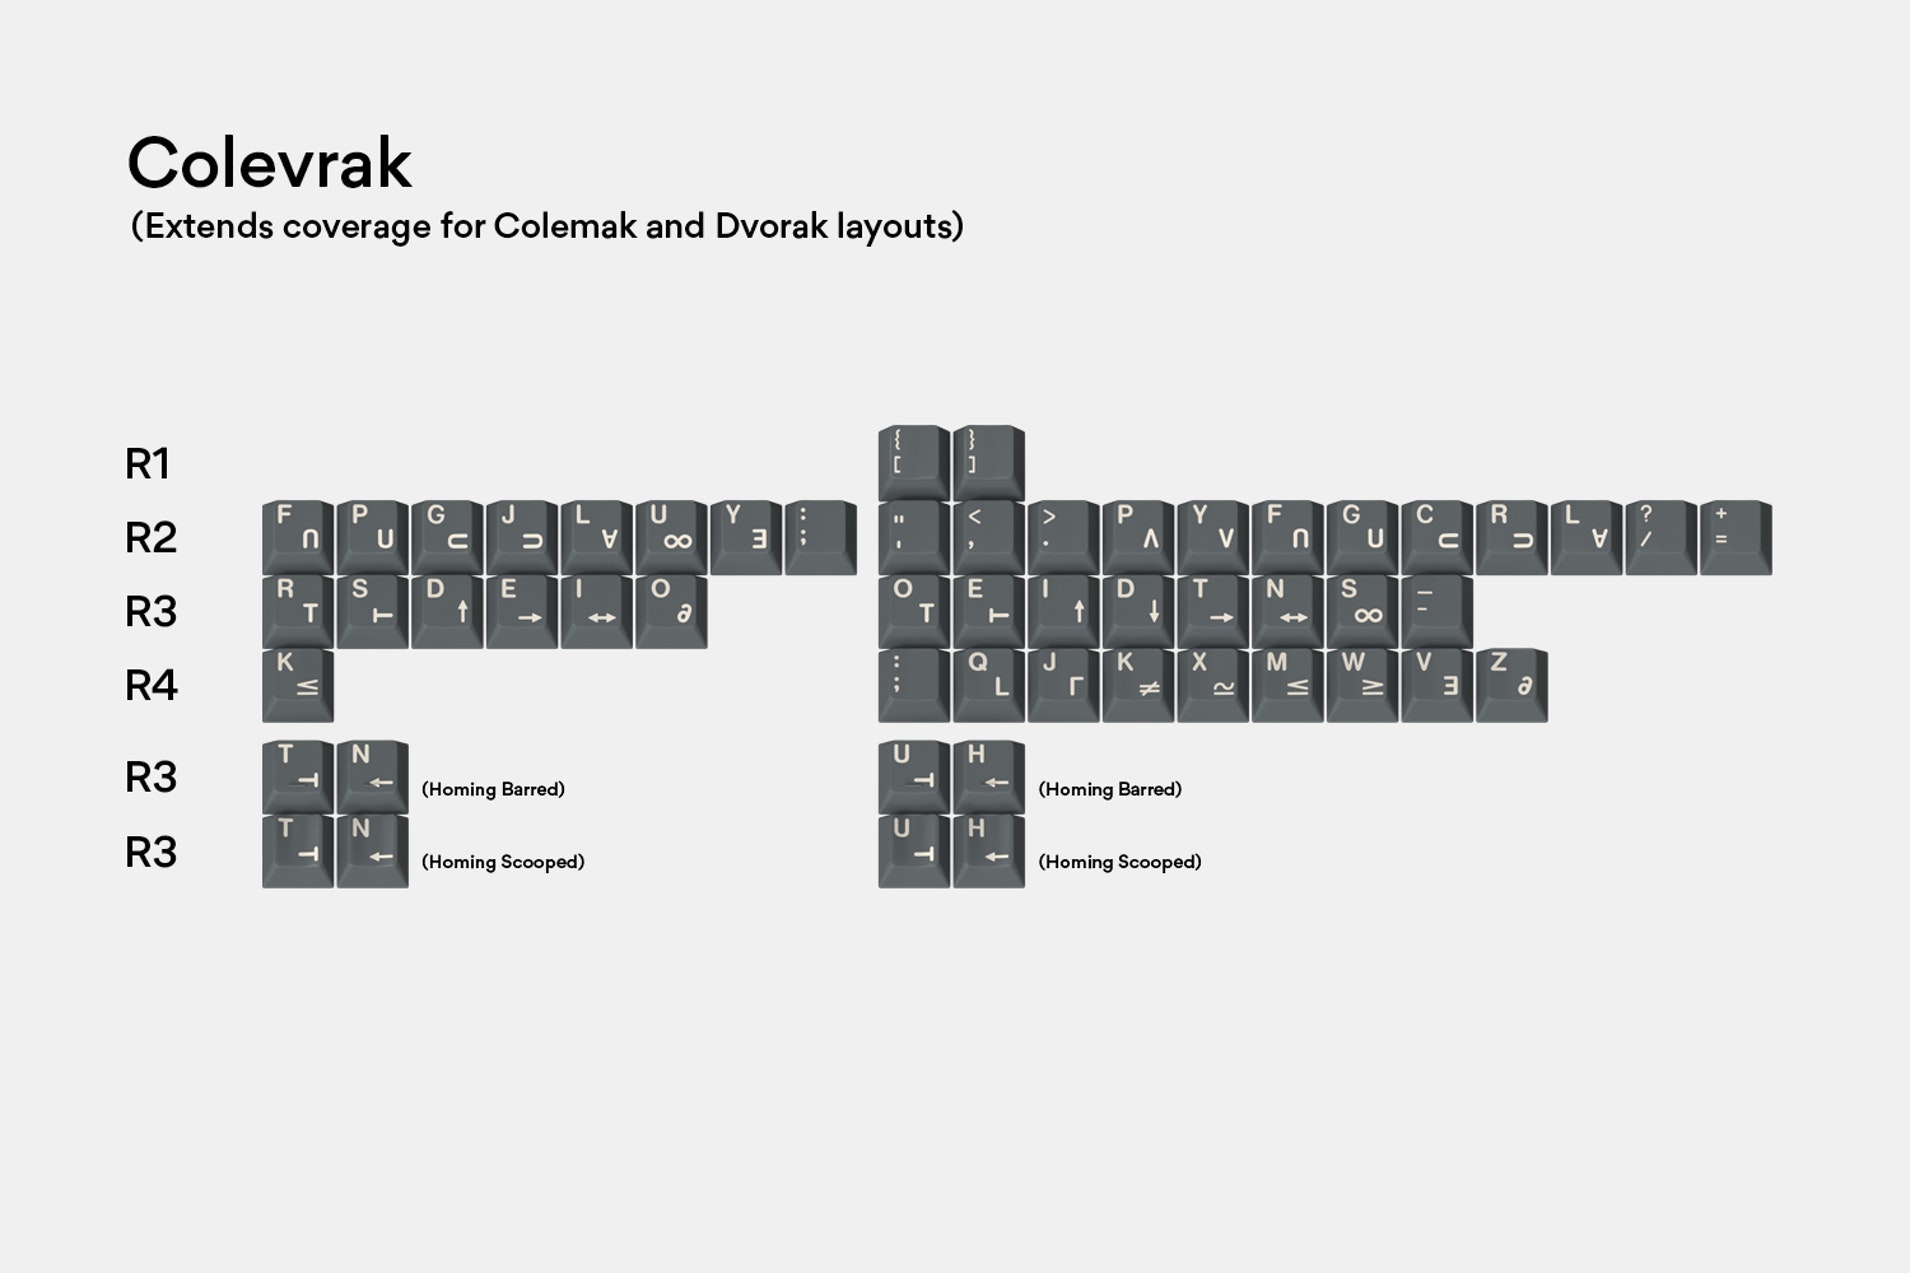 Colevrak
(Extends coverage for Colemak and Dvorak layouts)
R1
{ [ } ]
R2
F ∩ P ∪ G ⊂ J ⊃ L ∀ U ∞ Y ∃ : ;
" ' < , > . P ∧ Y ∨ F ∩ G ∪ C ⊂ R ⊃ L ∀ ? / + =
R3
R ⊤ S ⊢ D ↑ E → I ↔ O ∂
O ⊤ E ⊢ I ↑ D ↓ T → N ↔ S ∞ _ -
R4
K ≤
: ; Q L J Γ K ≠ X ≃ M ≤ W ≥ V ∃ Z ∂
R3
T ⊣ N ← (Homing Barred)
U ⊣ H ← (Homing Barred)
R3
T ⊣ N ← (Homing Scooped)
U ⊣ H ← (Homing Scooped)